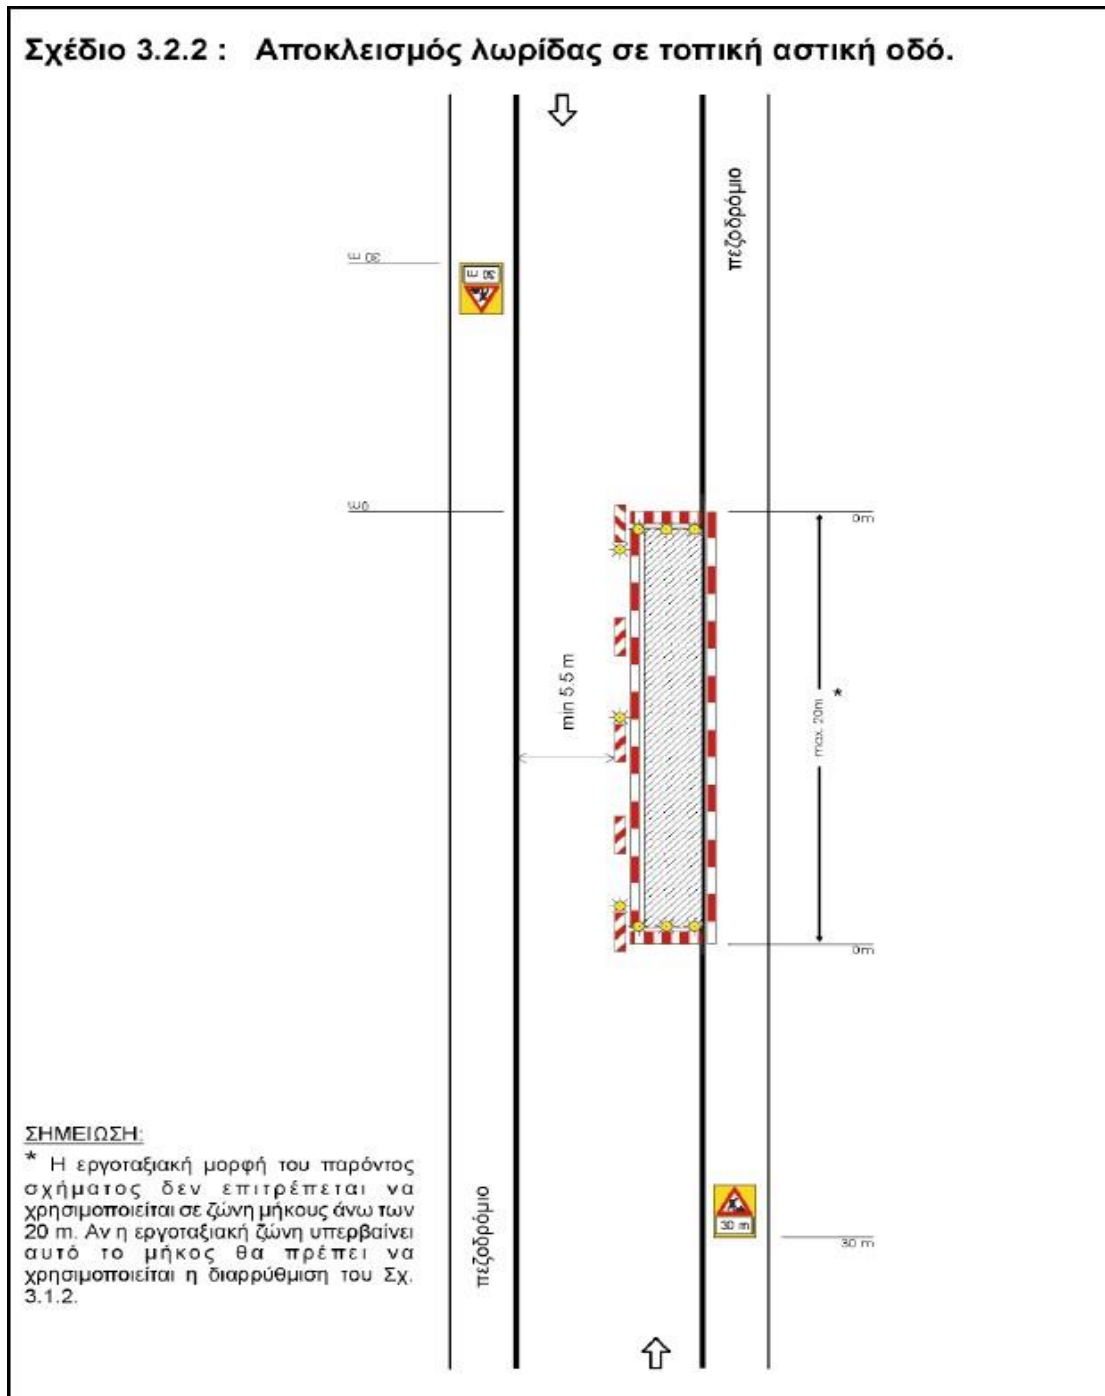 Σχέδιο 3.2.2 : Αποκλεισμός λωρίδας σε τοπική αστική οδό.
πεζοδρόμιο
30 m
30 m
0m
0m
min 5.5 m
max. 20m
*
0m
ΣΗΜΕΙΩΣΗ:
* Η εργοταξιακή μορφή του παρόντος
σχήματος δεν επιτρέπεται να
χρησιμοποιείται σε ζώνη μήκους άνω των
20 m. Αν η εργοταξιακή ζώνη υπερβαίνει
αυτό το μήκος θα πρέπει να
χρησιμοποιείται η διαρρύθμιση του Σχ.
3.1.2.
πεζοδρόμιο
30 m
30 m